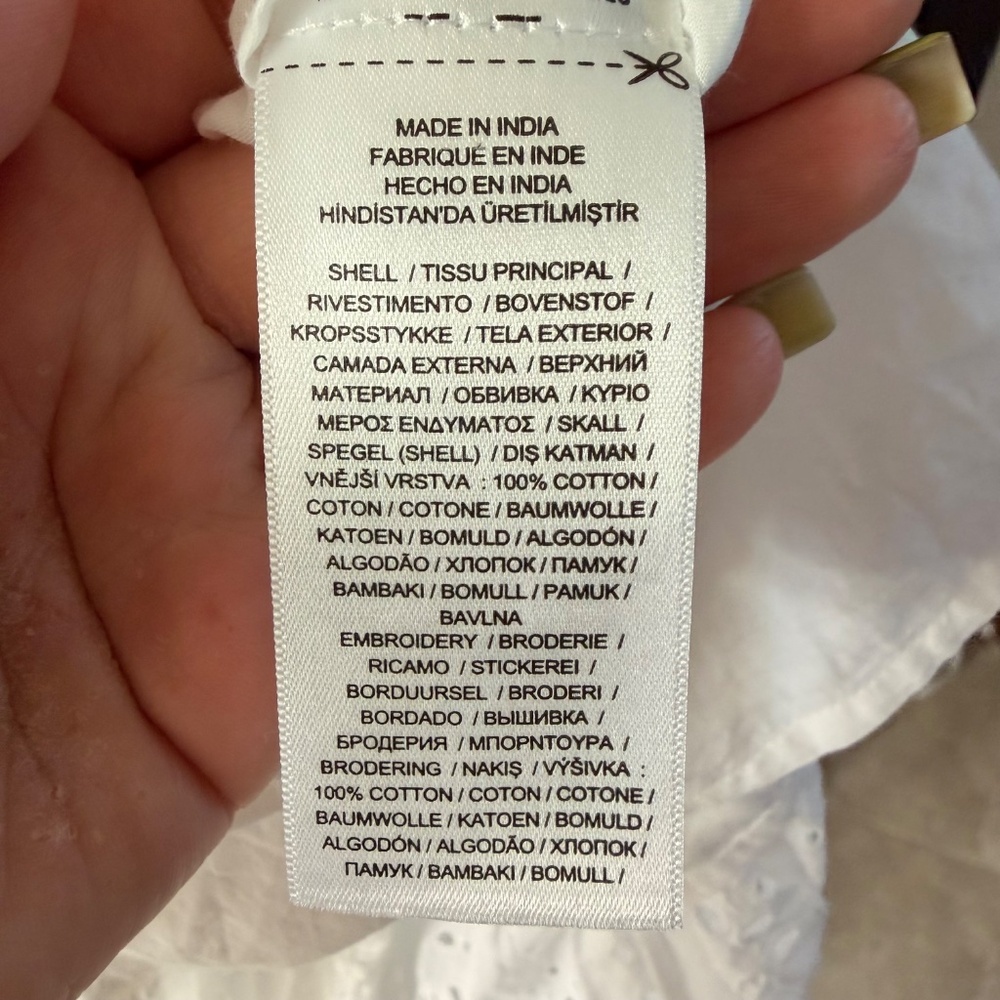 MADE IN INDIA
FABRIQUÉ EN INDE
HECHO EN INDIA
HİNDİSTAN'DA ÜRETİLMİŞTİR
SHELL / TISSU PRINCIPAL /
RIVESTIMENTO / BOVENSTOF /
KROPSSTYKKE / TELA EXTERIOR /
CAMADA EXTERNA / ВЕРХНИЙ
МАТЕРИАЛ / ОБВИВКА / ΚΥΡΙΟ
ΜΕΡΟΣ ΕΝΔΥΜΑΤΟΣ / SKALL /
SPEGEL (SHELL) / DIŞ KATMAN /
VNĚJŠÍ VRSTVA : 100% COTTON /
COTON / COTONE / BAUMWOLLE /
KATOEN / BOMULD / ALGODÓN /
ALGODÃO / ХЛОПОК / ПАМУК /
ΒΑΜΒΑΚΙ / BOMULL / PAMUK /
BAVLNA
EMBROIDERY / BRODERIE /
RICAMO / STICKEREI /
BORDUURSEL / BRODERI /
BORDADO / ВЫШИВКА /
БРОДЕРИЯ / ΜΠΟΡΝΤΟΥΡΑ /
BRODERING / NAKIŞ / VÝŠIVKA :
100% COTTON / COTON / COTONE /
BAUMWOLLE / KATOEN / BOMULD /
ALGODÓN / ALGODÃO / ХЛОПОК /
ПАМУК / ΒΑΜΒΑΚΙ / BOMULL /